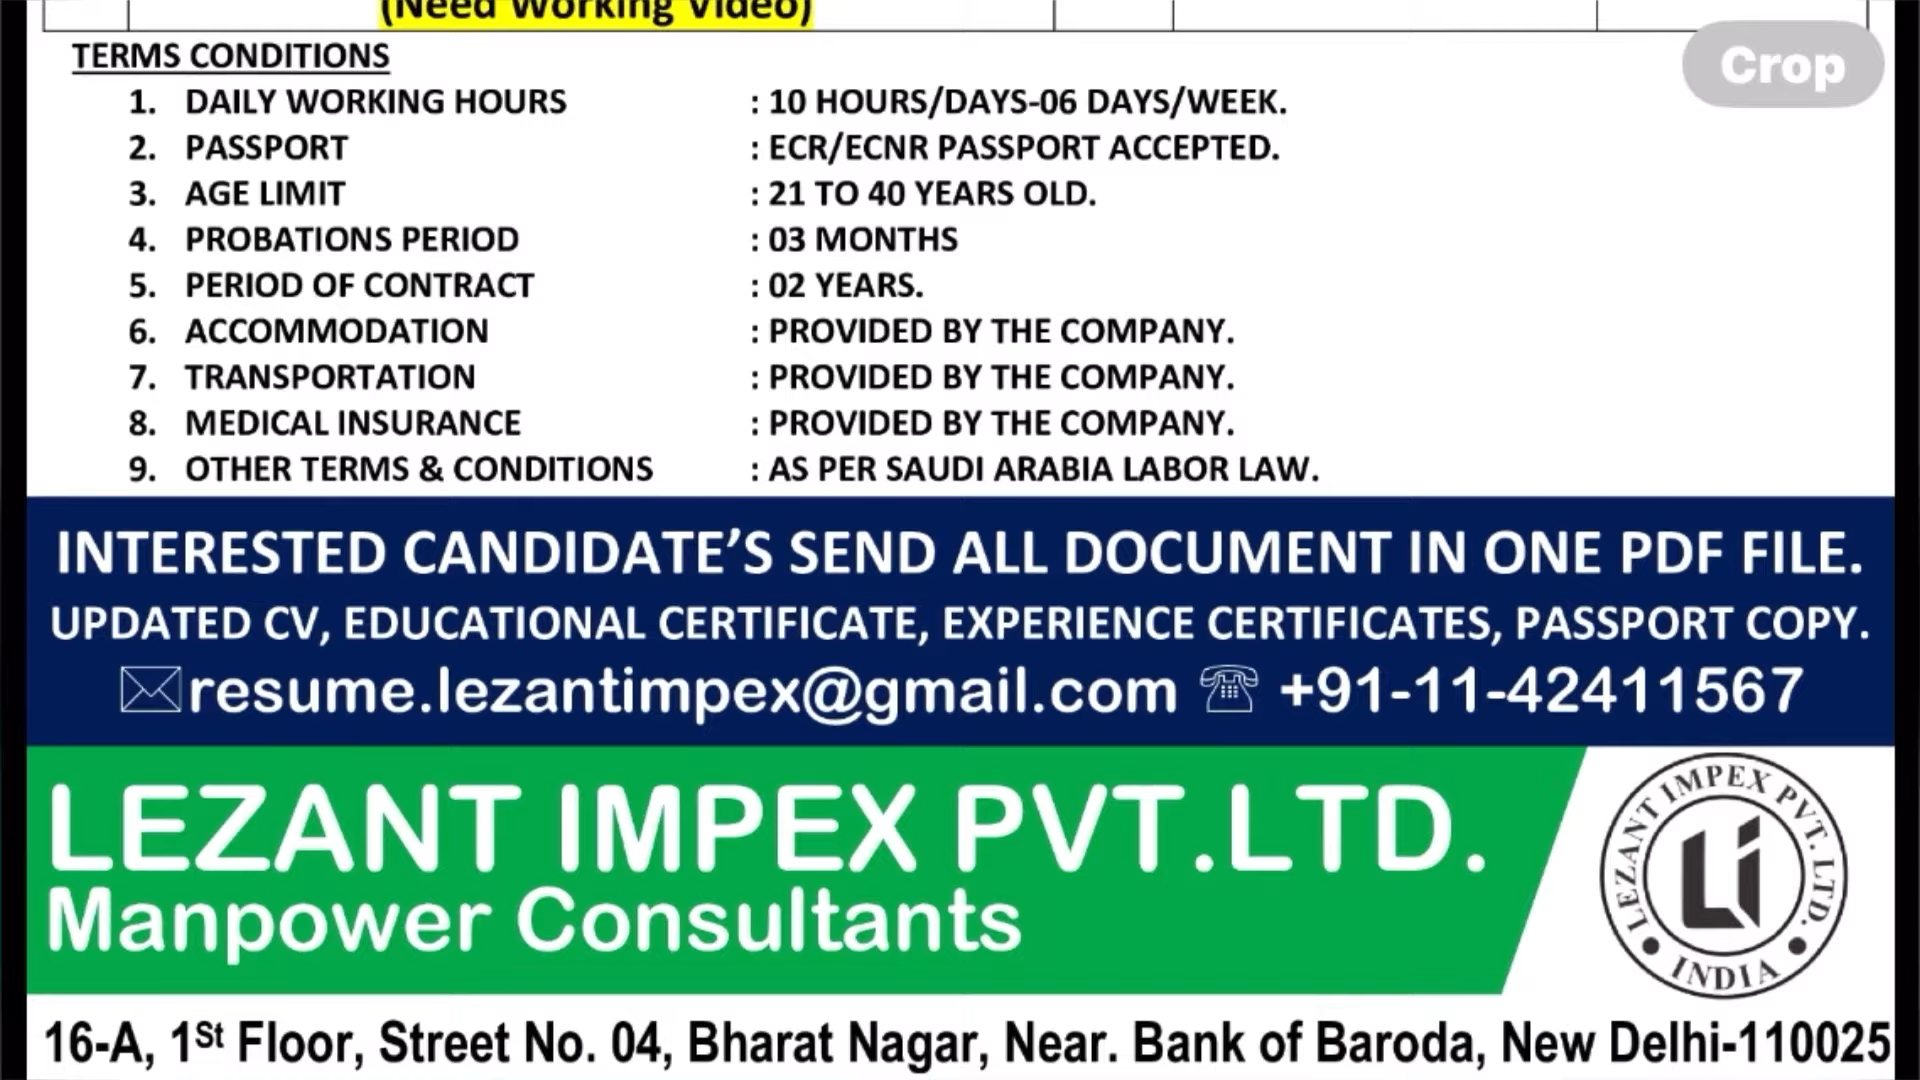 (Need Working Video)
Crop
TERMS CONDITIONS
1. DAILY WORKING HOURS : 10 HOURS/DAYS-06 DAYS/WEEK.
2. PASSPORT : ECR/ECNR PASSPORT ACCEPTED.
3. AGE LIMIT : 21 TO 40 YEARS OLD.
4. PROBATIONS PERIOD : 03 MONTHS
5. PERIOD OF CONTRACT : 02 YEARS.
6. ACCOMMODATION : PROVIDED BY THE COMPANY.
7. TRANSPORTATION : PROVIDED BY THE COMPANY.
8. MEDICAL INSURANCE : PROVIDED BY THE COMPANY.
9. OTHER TERMS & CONDITIONS : AS PER SAUDI ARABIA LABOR LAW.
INTERESTED CANDIDATE’S SEND ALL DOCUMENT IN ONE PDF FILE.
UPDATED CV, EDUCATIONAL CERTIFICATE, EXPERIENCE CERTIFICATES, PASSPORT COPY.
resume.lezantimpex@gmail.com +91-11-42411567
LEZANT IMPEX PVT.LTD.
Manpower Consultants
LEZANT IMPEX PVT. LTD.
Li
INDIA
16-A, 1St Floor, Street No. 04, Bharat Nagar, Near. Bank of Baroda, New Delhi-110025